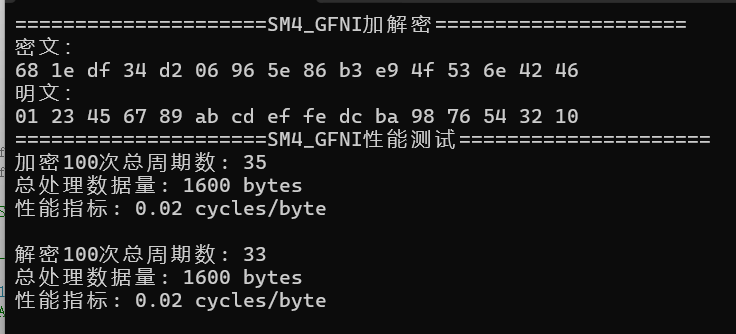 =====================SM4_GFNI加解密=====================
密文：
68 1e df 34 d2 06 96 5e 86 b3 e9 4f 53 6e 42 46
明文：
01 23 45 67 89 ab cd ef fe dc ba 98 76 54 32 10
=====================SM4_GFNI性能测试=====================
加密100次总周期数: 35
总处理数据量: 1600 bytes
性能指标: 0.02 cycles/byte
解密100次总周期数: 33
总处理数据量: 1600 bytes
性能指标: 0.02 cycles/byte